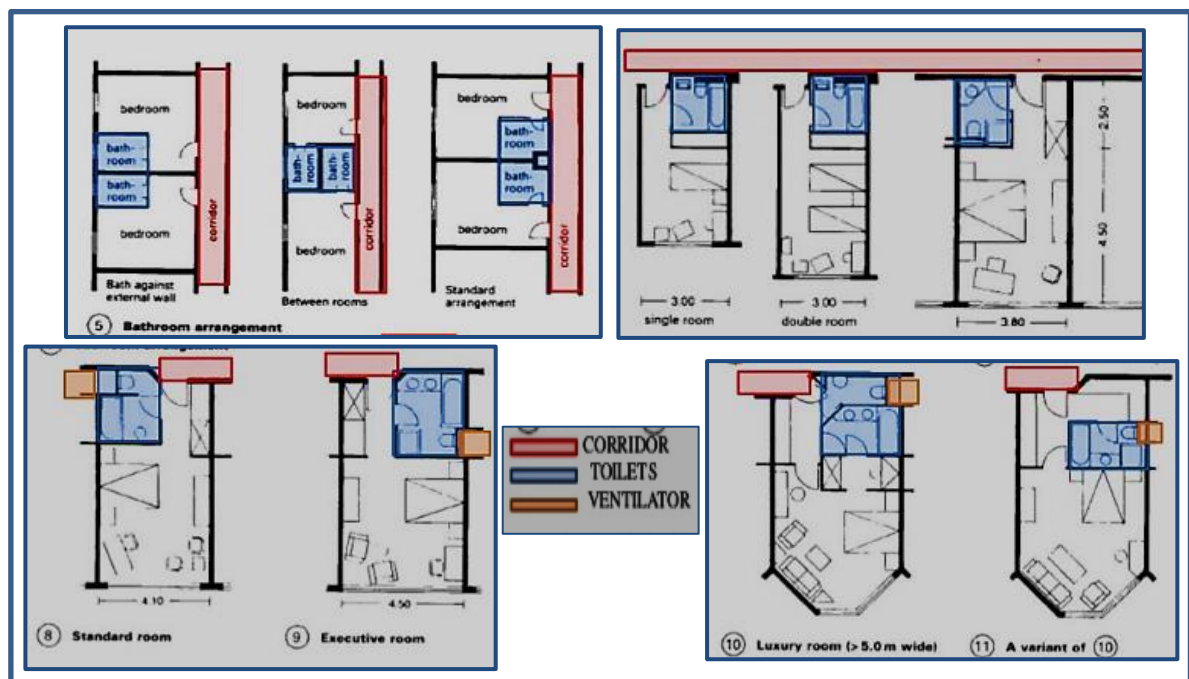 bedroom
bath-
room
bath-
room
bedroom
corridor
Bath against
external wall
bedroom
bath-
room
bath-
room
bedroom
corridor
Between rooms
bedroom
bath-
room
bath-
room
bedroom
corridor
Standard
arrangement
5 Bathroom arrangement
3.00
single room
3.00
double room
3.80
2.50
4.50
4.10
8 Standard room
4.50
9 Executive room
CORRIDOR
TOILETS
VENTILATOR
10 Luxury room (> 5.0 m wide)
11 A variant of 10